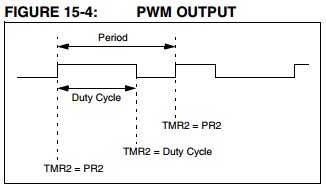 FIGURE 15-4: PWM OUTPUT
Period
Duty Cycle
TMR2 = PR2
TMR2 = Duty Cycle
TMR2 = PR2